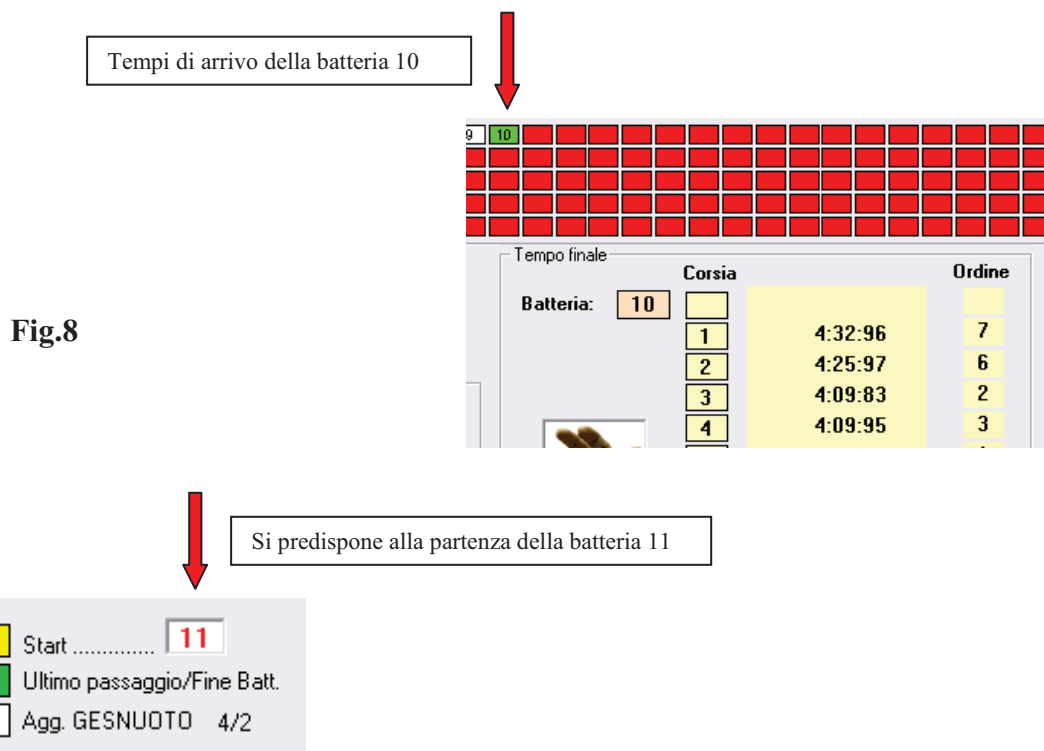 Tempi di arrivo della batteria 10
9 10
Tempo finale
Corsia Ordine
Batteria: 10
1 4:32:96 7
2 4:25:97 6
3 4:09:83 2
4 4:09:95 3
Fig.8
Si predispone alla partenza della batteria 11
Start .............. 11
Ultimo passaggio/Fine Batt.
Agg. GESNUOTO 4/2